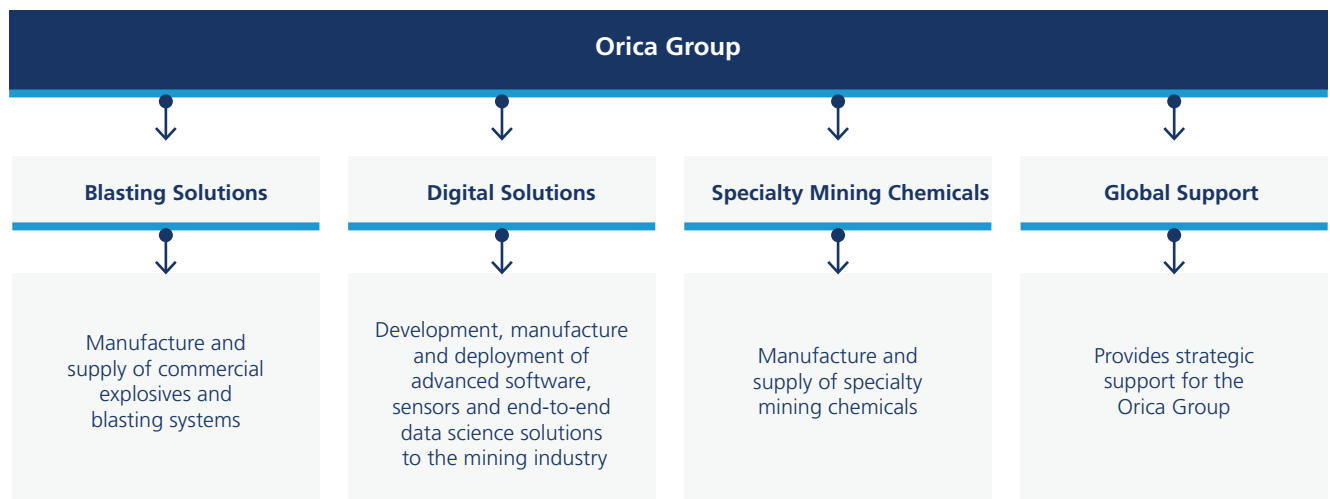 Orica Group
Blasting Solutions
Digital Solutions
Specialty Mining Chemicals
Global Support
Manufacture and
supply of commercial
explosives and
blasting systems
Development, manufacture
and deployment of
advanced software,
sensors and end-to-end
data science solutions
to the mining industry
Manufacture and
supply of specialty
mining chemicals
Provides strategic
support for the
Orica Group